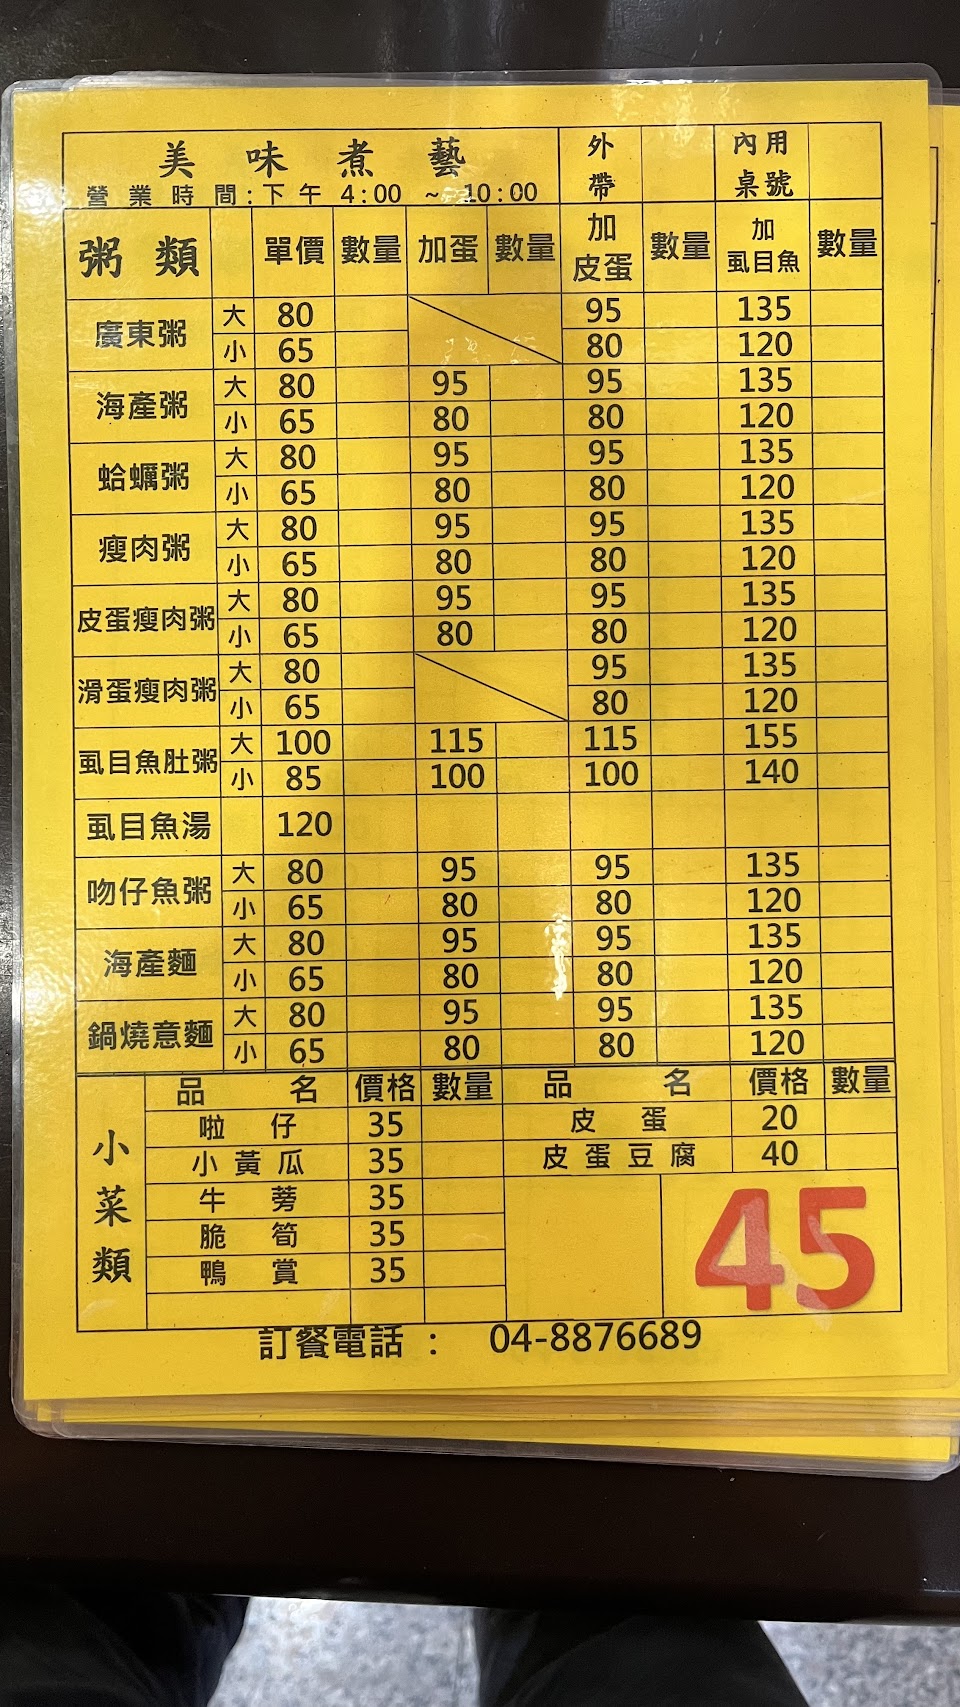 美味煮藝 外帶 內用桌號
營業時間:下午 4:00 ~ 10:00
粥類 單價 數量 加蛋 數量 加皮蛋 數量 加虱目魚 數量
廣東粥 大 80 95 135
小 65 80 120
海產粥 大 80 95 95 135
小 65 80 80 120
蛤蠣粥 大 80 95 95 135
小 65 80 80 120
瘦肉粥 大 80 95 95 135
小 65 80 80 120
皮蛋瘦肉粥 大 80 95 95 135
小 65 80 80 120
滑蛋瘦肉粥 大 80 95 135
小 65 80 120
虱目魚肚粥 大 100 115 115 155
小 85 100 100 140
虱目魚湯 120
吻仔魚粥 大 80 95 95 135
小 65 80 80 120
海產麵 大 80 95 95 135
小 65 80 80 120
鍋燒意麵 大 80 95 95 135
小 65 80 80 120
小菜類 品名 價格 數量 品名 價格 數量
啦仔 35 皮蛋 20
小黃瓜 35 皮蛋豆腐 40
牛蒡 35
脆筍 35
鴨賞 35
45
訂餐電話 : 04-8876689